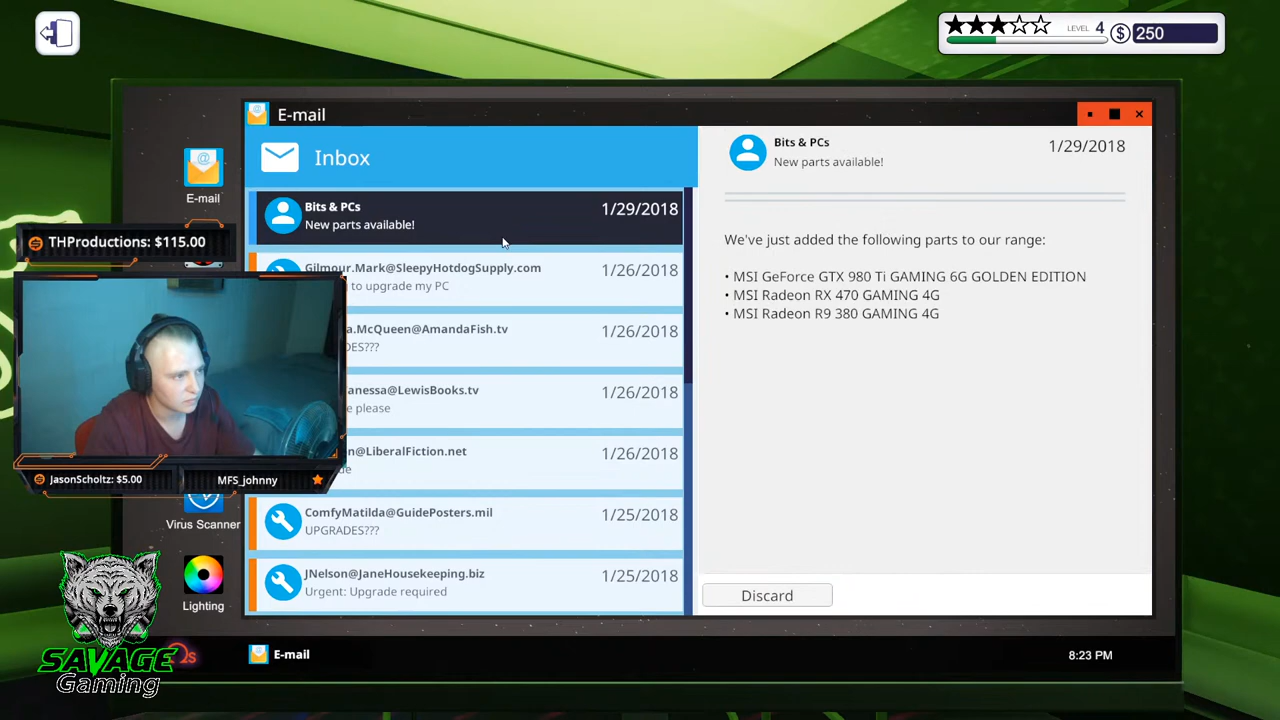 LEVEL 4
$ 250
E-mail
Inbox
Bits & PCs
New parts available!
1/29/2018
Bits & PCs
New parts available!
1/29/2018
E-mail
THProductions: $115.00
Gilmour.Mark@SleepyHotdogSupply.com
to upgrade my PC
1/26/2018
a.McQueen@AmandaFish.tv
DES???
1/26/2018
anessa@LewisBooks.tv
e please
1/26/2018
n@LiberalFiction.net
1/26/2018
ComfyMatilda@GuidePosters.mil
UPGRADES???
1/25/2018
JNelson@JaneHousekeeping.biz
Urgent: Upgrade required
1/25/2018
We've just added the following parts to our range:
• MSI GeForce GTX 980 Ti GAMING 6G GOLDEN EDITION
• MSI Radeon RX 470 GAMING 4G
• MSI Radeon R9 380 GAMING 4G
Discard
JasonScholtz: $5.00
MFS_johnny
Virus Scanner
Lighting
SAVAGE
Gaming
E-mail
8:23 PM